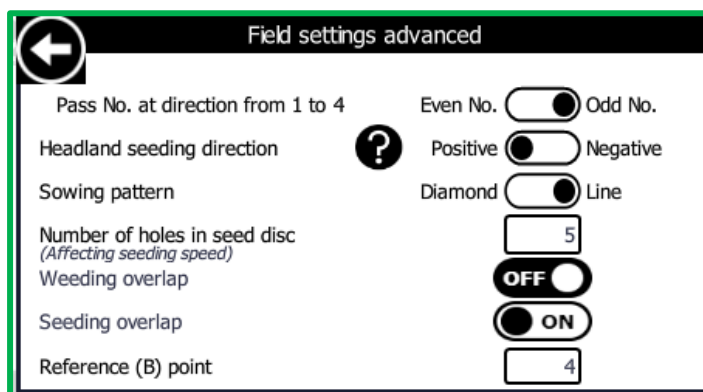 Field settings advanced
Pass No. at direction from 1 to 4 Even No. Odd No.
Headland seeding direction ? Positive Negative
Sowing pattern Diamond Line
Number of holes in seed disc 5
(Affecting seeding speed)
Weeding overlap OFF
Seeding overlap ON
Reference (B) point 4